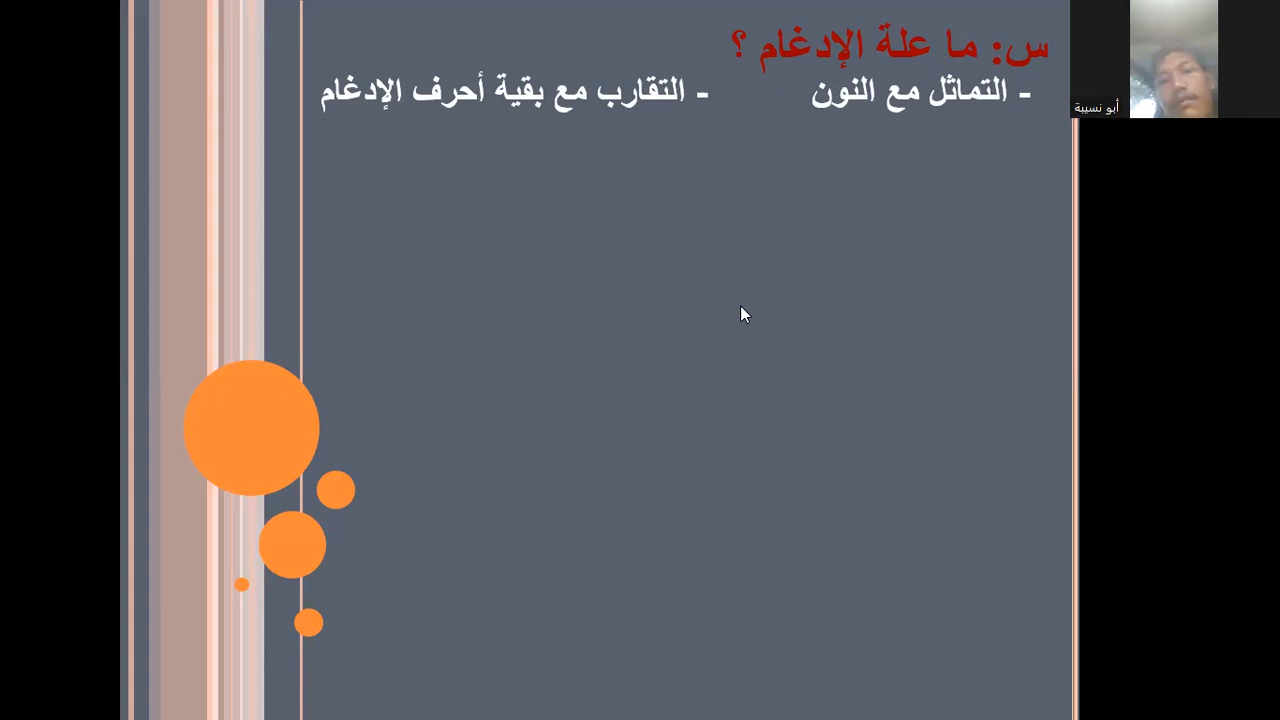 س: ما علة الإدغام ؟
- التماثل مع النون - التقارب مع بقية أحرف الإدغام
أبو نسيبة